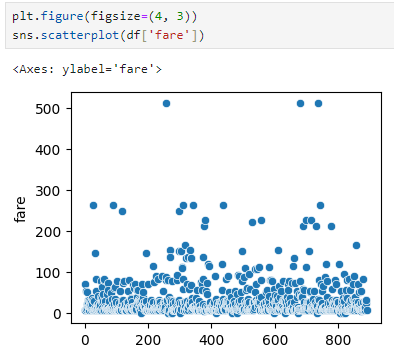 plt.figure(figsize=(4, 3))
sns.scatterplot(df['fare'])
<Axes: ylabel='fare'>
500
400
300
fare
200
100
0
0 200 400 600 800